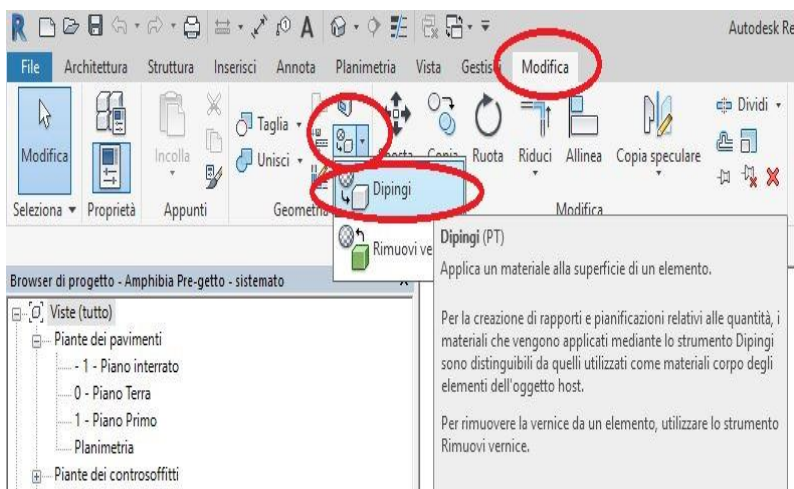 Autodesk Re
File Architettura Struttura Inserisci Annota Planimetria Vista Modifica
Taglia
Dividi
Modifica Incolla Unisci Copia Ruota Riduci Allinea Copia speculare
Seleziona Proprietà Appunti Geometria Modifica
Dipingi
Rimuovi ve
Dipingi (PT)
Applica un materiale alla superficie di un elemento.
Per la creazione di rapporti e pianificazioni relativi alle quantità, i
materiali che vengono applicati mediante lo strumento Dipingi
sono distinguibili da quelli utilizzati come materiali corpo degli
elementi dell'oggetto host.
Per rimuovere la vernice da un elemento, utilizzare lo strumento
Rimuovi vernice.
Browser di progetto - Amphibia Pre-getto - sistemato
Viste (tutto)
Piante dei pavimenti
- 1 - Piano interrato
0 - Piano Terra
1 - Piano Primo
Planimetria
Piante dei controsoffitti